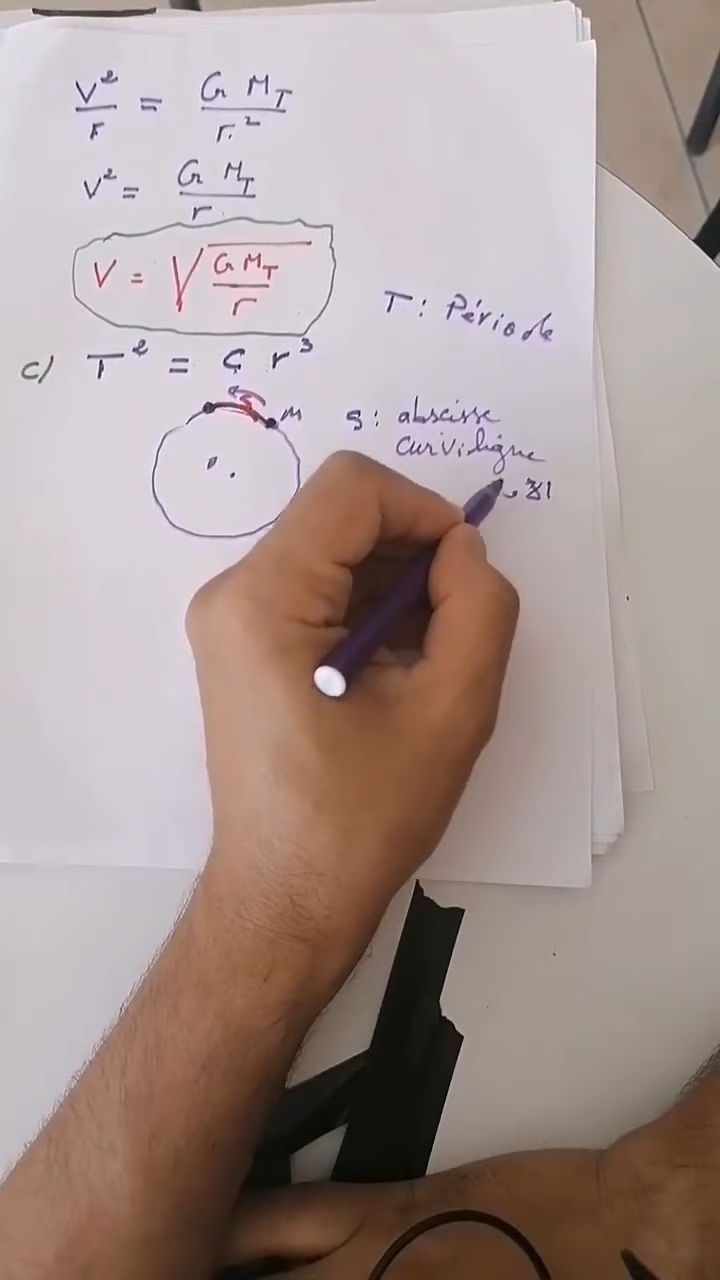 V² / r = G M_T / r²
V² = G M_T / r
V = √(G M_T / r)
T : Période
c) T² = C r³
M
s : abscisse
curviligne